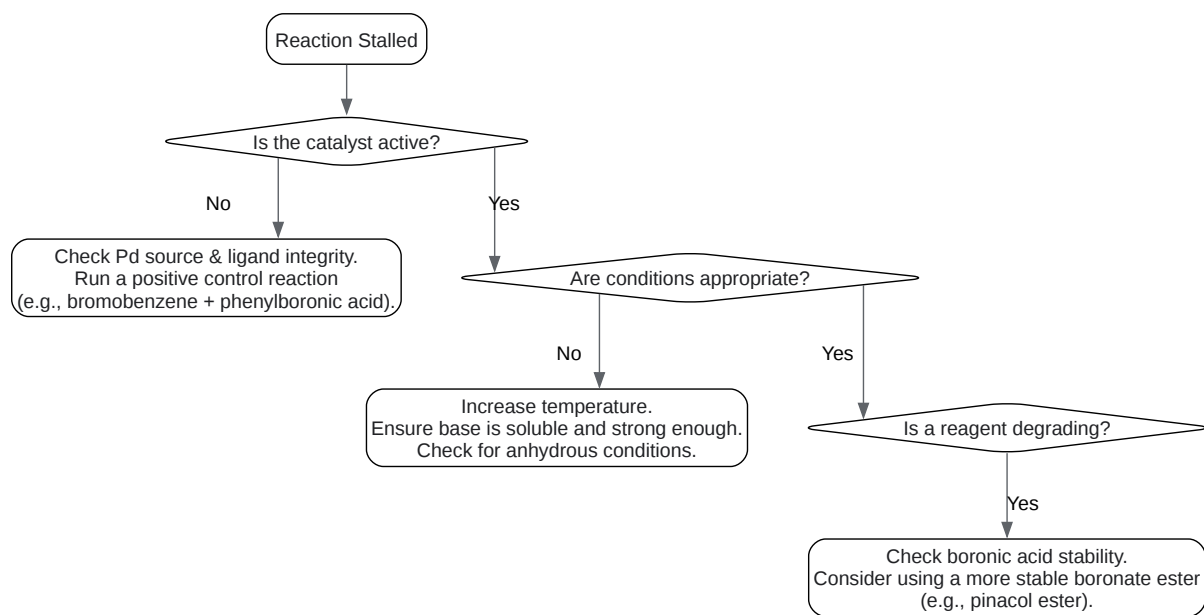 Reaction Stalled
Is the catalyst active?
No
Yes
Check Pd source & ligand integrity.
Run a positive control reaction
(e.g., bromobenzene + phenylboronic acid).
Are conditions appropriate?
No
Yes
Increase temperature.
Ensure base is soluble and strong enough.
Check for anhydrous conditions.
Is a reagent degrading?
Yes
Check boronic acid stability.
Consider using a more stable boronate ester
(e.g., pinacol ester).